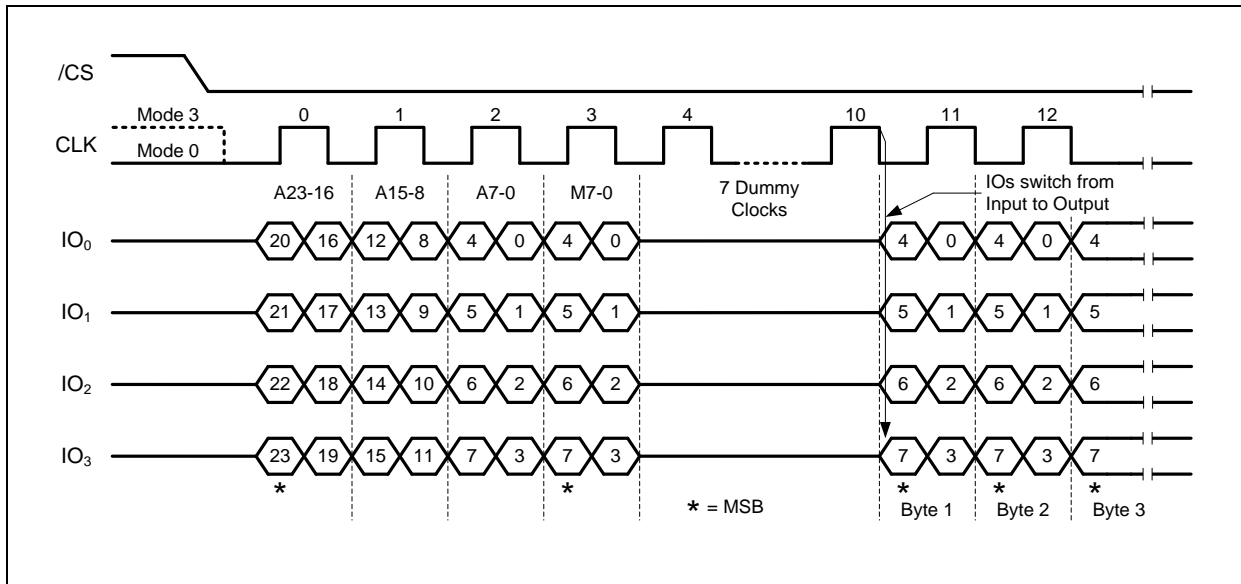 /CS
Mode 3 0 1 2 3 4 10 11 12
CLK
Mode 0
A23-16 A15-8 A7-0 M7-0 7 Dummy
Clocks
IOs switch from
Input to Output
IO0 20 16 12 8 4 0 4 0 4 0 4 0 4
IO1 21 17 13 9 5 1 5 1 5 1 5 1 5
IO2 22 18 14 10 6 2 6 2 6 2 6 2 6
IO3 23 19 15 11 7 3 7 3 7 3 7 3 7
* * * * *
* = MSB
Byte 1 Byte 2 Byte 3